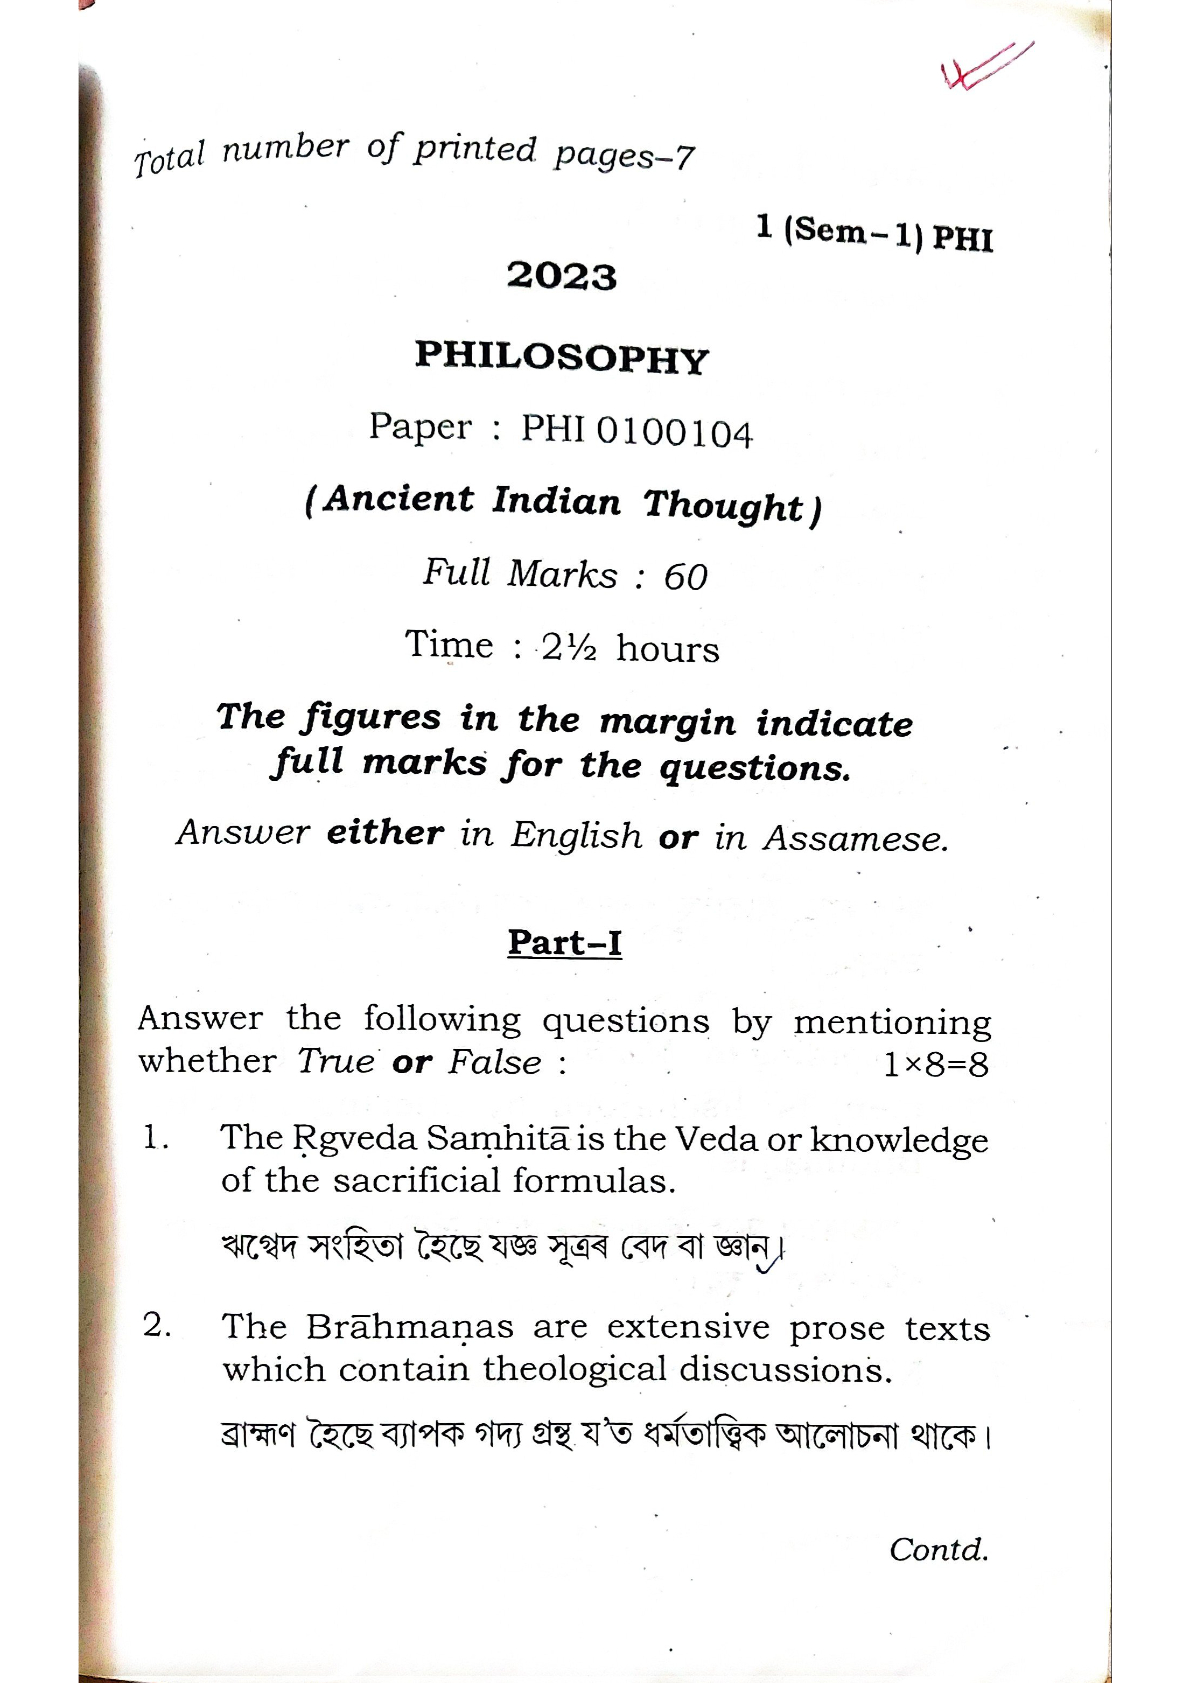 Total number of printed pages–7
1 (Sem–1) PHI
2023
PHILOSOPHY
Paper : PHI 0100104
(Ancient Indian Thought)
Full Marks : 60
Time : 2½ hours
The figures in the margin indicate
full marks for the questions.
Answer either in English or in Assamese.
Part–I
Answer the following questions by mentioning
whether True or False : 1×8=8
1. The Ṛgveda Saṃhitā is the Veda or knowledge
of the sacrificial formulas.
ঋগ্বেদ সংহিতা হৈছে যজ্ঞ সূত্ৰৰ বেদ বা জ্ঞান।
2. The Brāhmaṇas are extensive prose texts
which contain theological discussions.
ব্ৰাহ্মণ হৈছে ব্যাপক গদ্য গ্ৰন্থ য'ত ধৰ্মতাত্ত্বিক আলোচনা থাকে।
Contd.